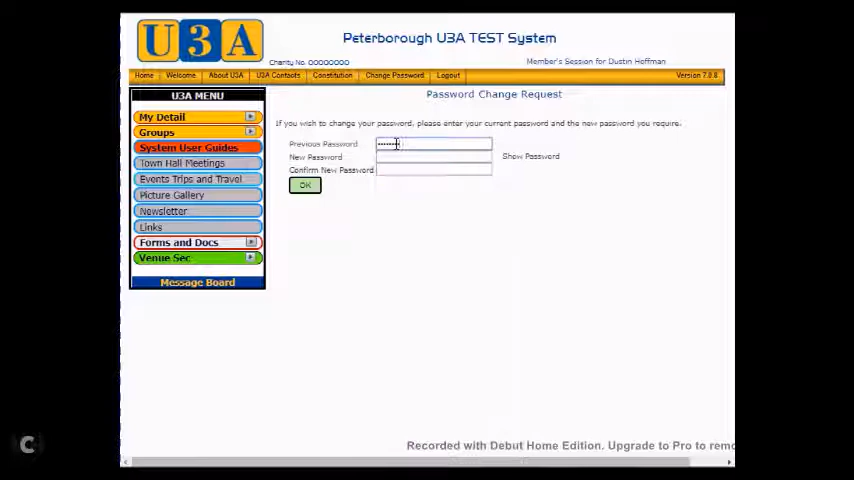 U3A
Peterborough U3A TEST System
Charity No. 00000000
Member's Session for Dustin Hoffman
Home Welcome About U3A U3A Contacts Constitution Change Password Logout Version 7.0.8
U3A MENU
My Detail
Groups
System User Guides
Town Hall Meetings
Events Trips and Travel
Picture Gallery
Newsletter
Links
Forms and Docs
Venue Sec
Message Board
Password Change Request
If you wish to change your password, please enter your current password and the new password you require.
Previous Password
New Password
Show Password
Confirm New Password
OK
C
Recorded with Debut Home Edition. Upgrade to Pro to remo